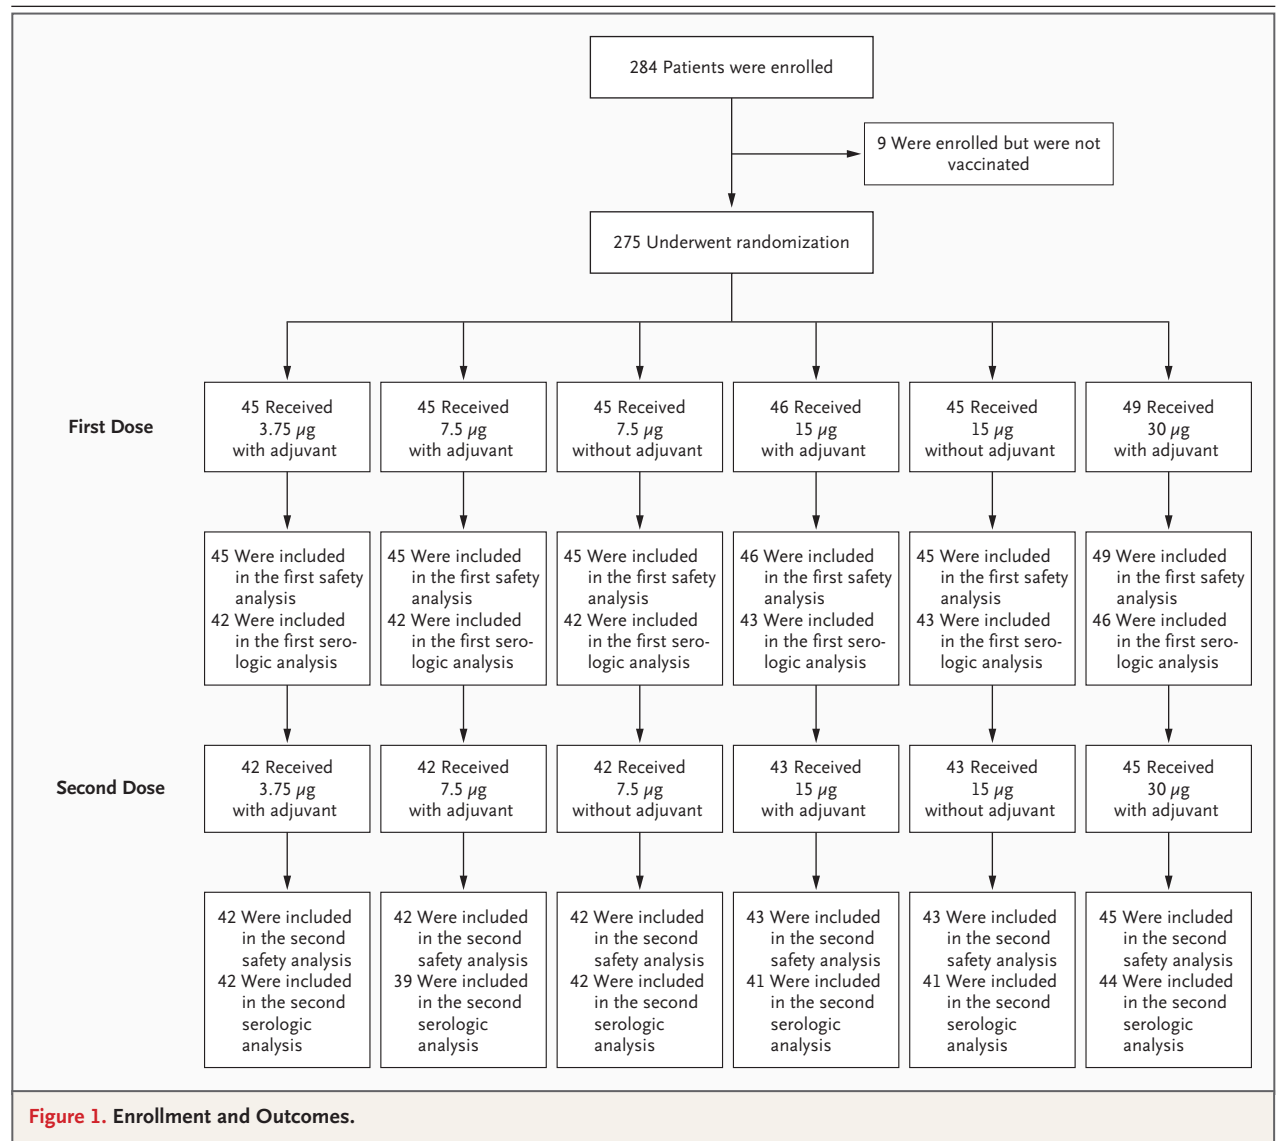 284 Patients were enrolled
9 Were enrolled but were not
vaccinated
275 Underwent randomization
First Dose
45 Received
3.75 µg
with adjuvant
45 Received
7.5 µg
with adjuvant
45 Received
7.5 µg
without adjuvant
46 Received
15 µg
with adjuvant
45 Received
15 µg
without adjuvant
49 Received
30 µg
with adjuvant
45 Were included
in the first safety
analysis
42 Were included
in the first sero-
logic analysis
45 Were included
in the first safety
analysis
42 Were included
in the first sero-
logic analysis
45 Were included
in the first safety
analysis
42 Were included
in the first sero-
logic analysis
46 Were included
in the first safety
analysis
43 Were included
in the first sero-
logic analysis
45 Were included
in the first safety
analysis
43 Were included
in the first sero-
logic analysis
49 Were included
in the first safety
analysis
46 Were included
in the first sero-
logic analysis
Second Dose
42 Received
3.75 µg
with adjuvant
42 Received
7.5 µg
with adjuvant
42 Received
7.5 µg
without adjuvant
43 Received
15 µg
with adjuvant
43 Received
15 µg
without adjuvant
45 Received
30 µg
with adjuvant
42 Were included
in the second
safety analysis
42 Were included
in the second
serologic
analysis
42 Were included
in the second
safety analysis
39 Were included
in the second
serologic
analysis
42 Were included
in the second
safety analysis
42 Were included
in the second
serologic
analysis
43 Were included
in the second
safety analysis
41 Were included
in the second
serologic
analysis
43 Were included
in the second
safety analysis
41 Were included
in the second
serologic
analysis
45 Were included
in the second
safety analysis
44 Were included
in the second
serologic
analysis
Figure 1. Enrollment and Outcomes.